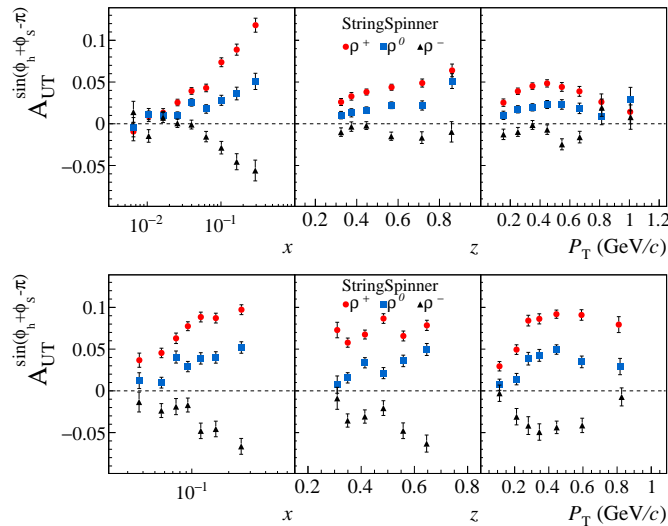 A_UT^sin(ϕ_h+ϕ_S-π)
0.1
0.05
0
−0.05
StringSpinner
ρ⁺ ρ⁰ ρ⁻
10⁻² 10⁻¹
0.2 0.4 0.6 0.8
0.2 0.4 0.6 0.8 1 1.2
x
z
P_T (GeV/c)
A_UT^sin(ϕ_h+ϕ_S-π)
0.1
0.05
0
−0.05
StringSpinner
ρ⁺ ρ⁰ ρ⁻
10⁻¹
0.2 0.4 0.6 0.8
0 0.2 0.4 0.6 0.8 1
x
z
P_T (GeV/c)